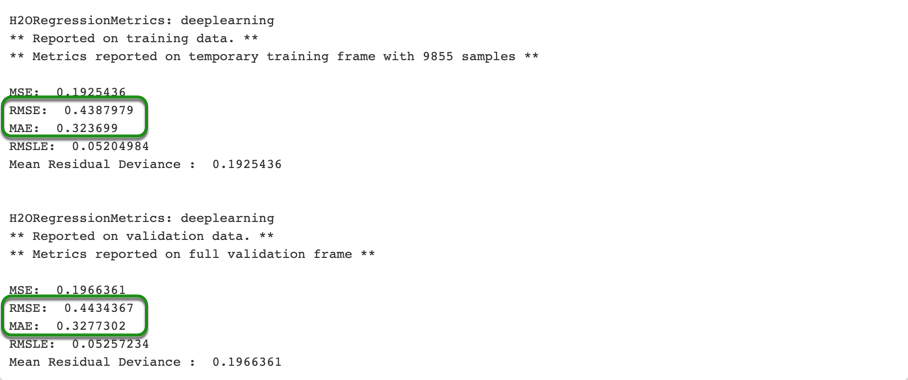 H2ORegressionMetrics: deeplearning
** Reported on training data. **
** Metrics reported on temporary training frame with 9855 samples **
MSE:  0.1925436
RMSE:  0.4387979
MAE:  0.323699
RMSLE:  0.05204984
Mean Residual Deviance :  0.1925436
H2ORegressionMetrics: deeplearning
** Reported on validation data. **
** Metrics reported on full validation frame **
MSE:  0.1966361
RMSE:  0.4434367
MAE:  0.3277302
RMSLE:  0.05257234
Mean Residual Deviance :  0.1966361